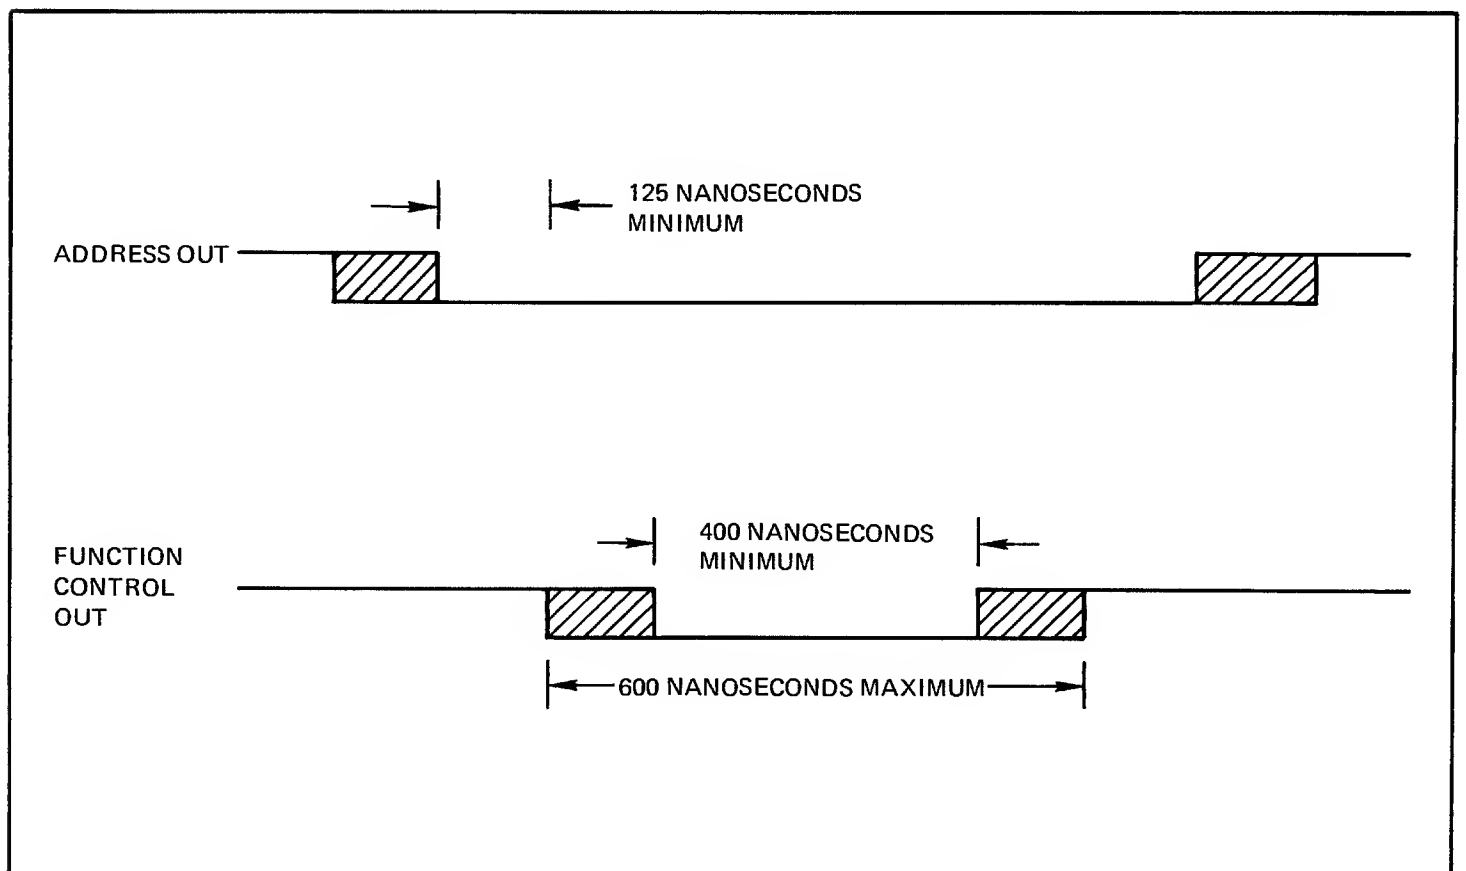 125 NANOSECONDS
MINIMUM
ADDRESS OUT
400 NANOSECONDS
MINIMUM
FUNCTION
CONTROL
OUT
600 NANOSECONDS MAXIMUM